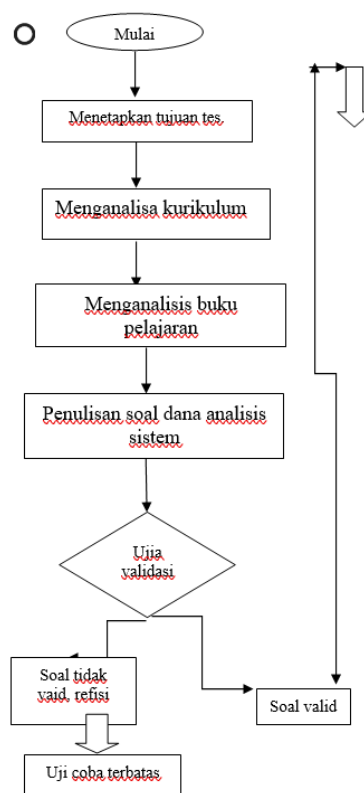 Mulai
Menetapkan tujuan tes.
Menganalisa kurikulum
Menganalisis buku
pelajaran
Penulisan soal dana analisis
sistem
Ujia
validasi
Soal tidak
vaid, refisi
Soal valid
Uji coba terbatas